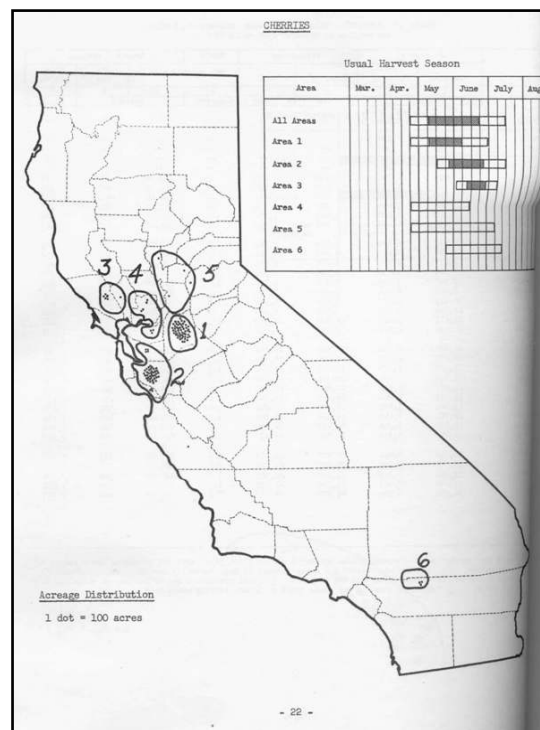 CHERRIES
Usual Harvest Season
Area Mar. Apr. May June July Aug
All Areas
Area 1
Area 2
Area 3
Area 4
Area 5
Area 6
3
4
5
1
2
6
Acreage Distribution
1 dot = 100 acres
- 22 -